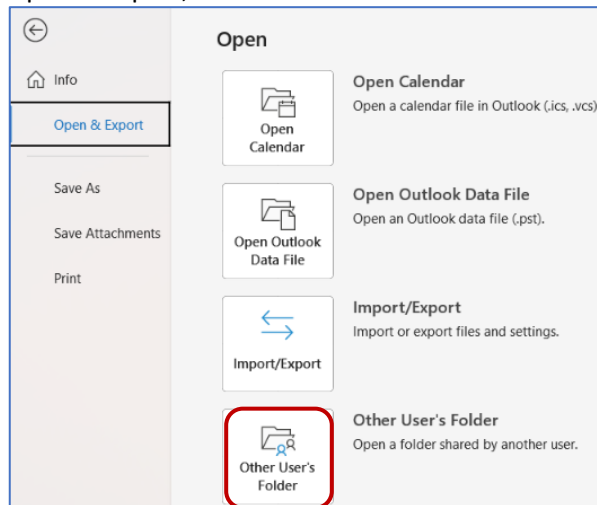 Open
Info
Open & Export
Save As
Save Attachments
Print
Open
Calendar
Open Calendar
Open a calendar file in Outlook (.ics, .vcs)
Open Outlook
Data File
Open Outlook Data File
Open an Outlook data file (.pst).
Import/Export
Import/Export
Import or export files and settings.
Other User's
Folder
Other User's Folder
Open a folder shared by another user.